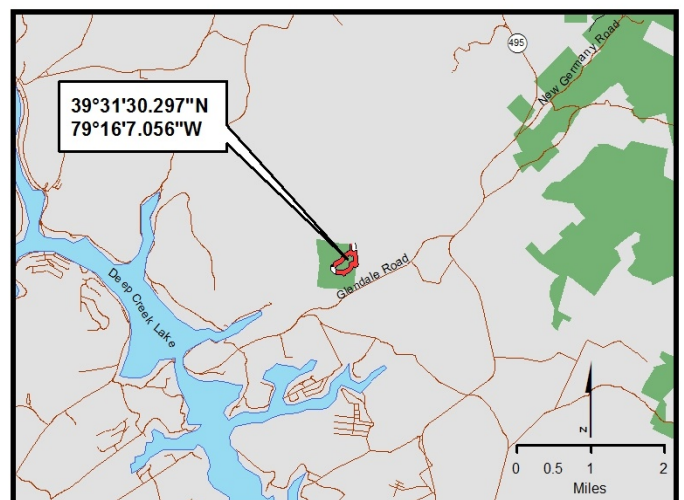 495
New Germany Road
39°31'30.297"N
79°16'7.056"W
Glendale Road
Deep Creek Lake
N
0 0.5 1 2
Miles